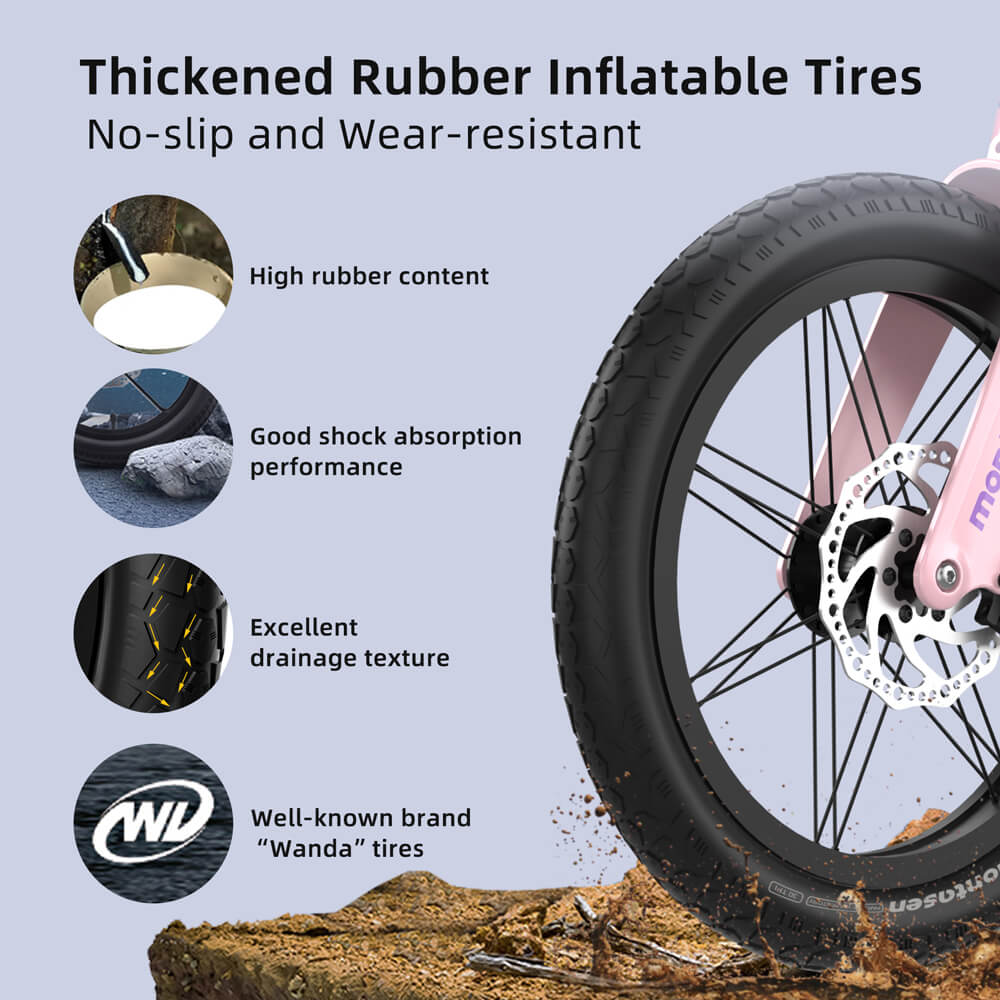 Thickened Rubber Inflatable Tires
No-slip and Wear-resistant
High rubber content
Good shock absorption
performance
Excellent
drainage texture
WL
Well-known brand
“Wanda” tires
montasen